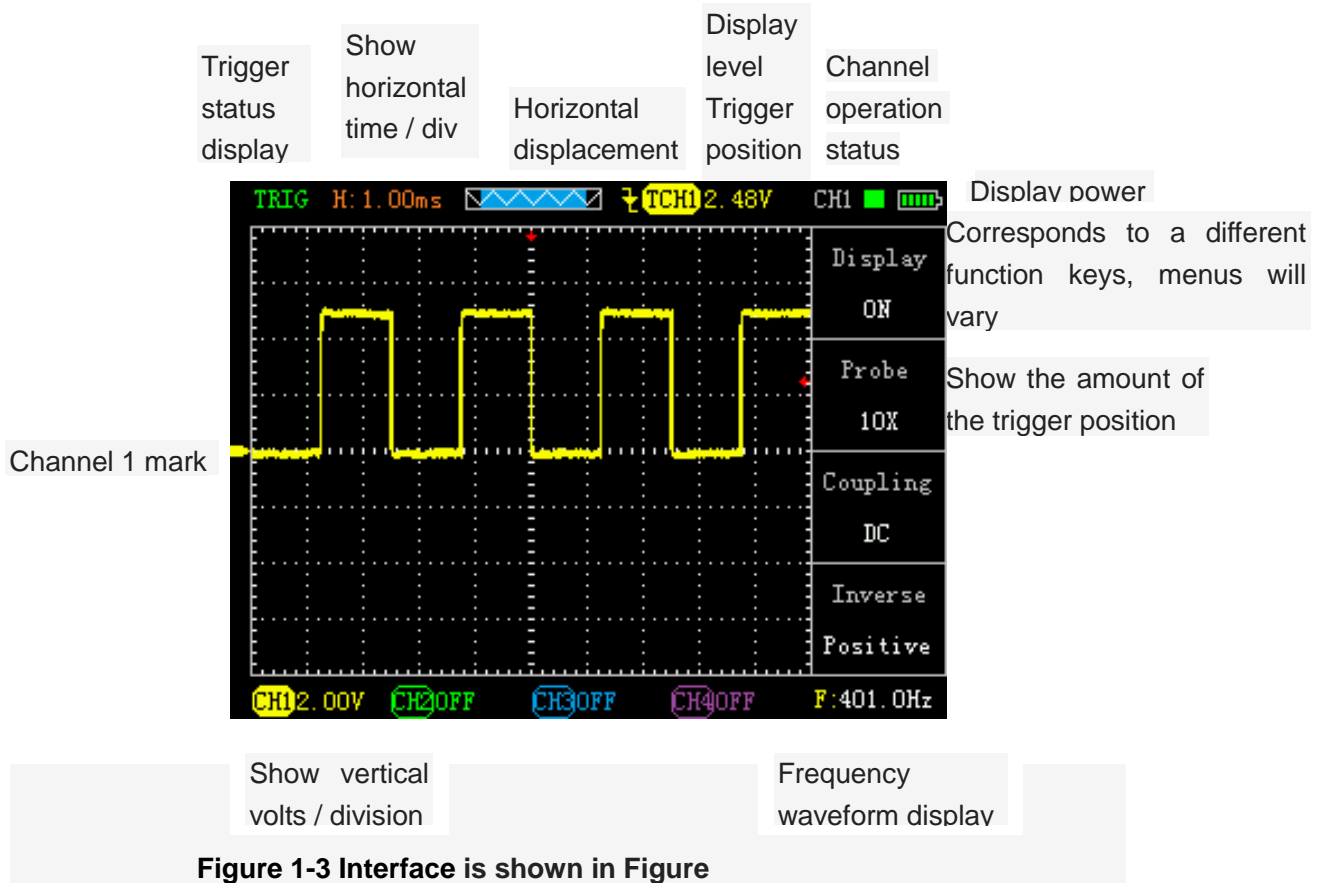 Trigger
status
display
Show
horizontal
time / div
Horizontal
displacement
Display
level
Trigger
position
Channel
operation
status
TRIG H:1.00ms TCH1 2.48V CH1
Display power
Corresponds to a different
function keys, menus will
vary
Show the amount of
the trigger position
Channel 1 mark
Display
ON
Probe
10X
Coupling
DC
Inverse
Positive
CH1 2.00V CH2 OFF CH3 OFF CH4 OFF F:401.0Hz
Show vertical
volts / division
Frequency
waveform display
Figure 1-3 Interface is shown in Figure